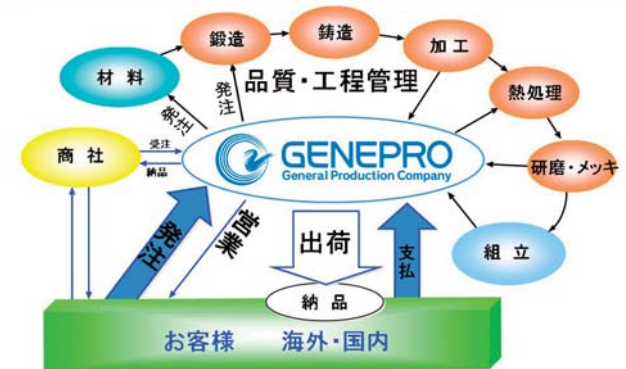 鍛造
鋳造
加工
材料
発注
発注
品質・工程管理
熱処理
商社
受注
納品
GENEPRO
General Production Company
研磨・メッキ
発注
営業
出荷
支払
組立
納品
お客様 海外・国内